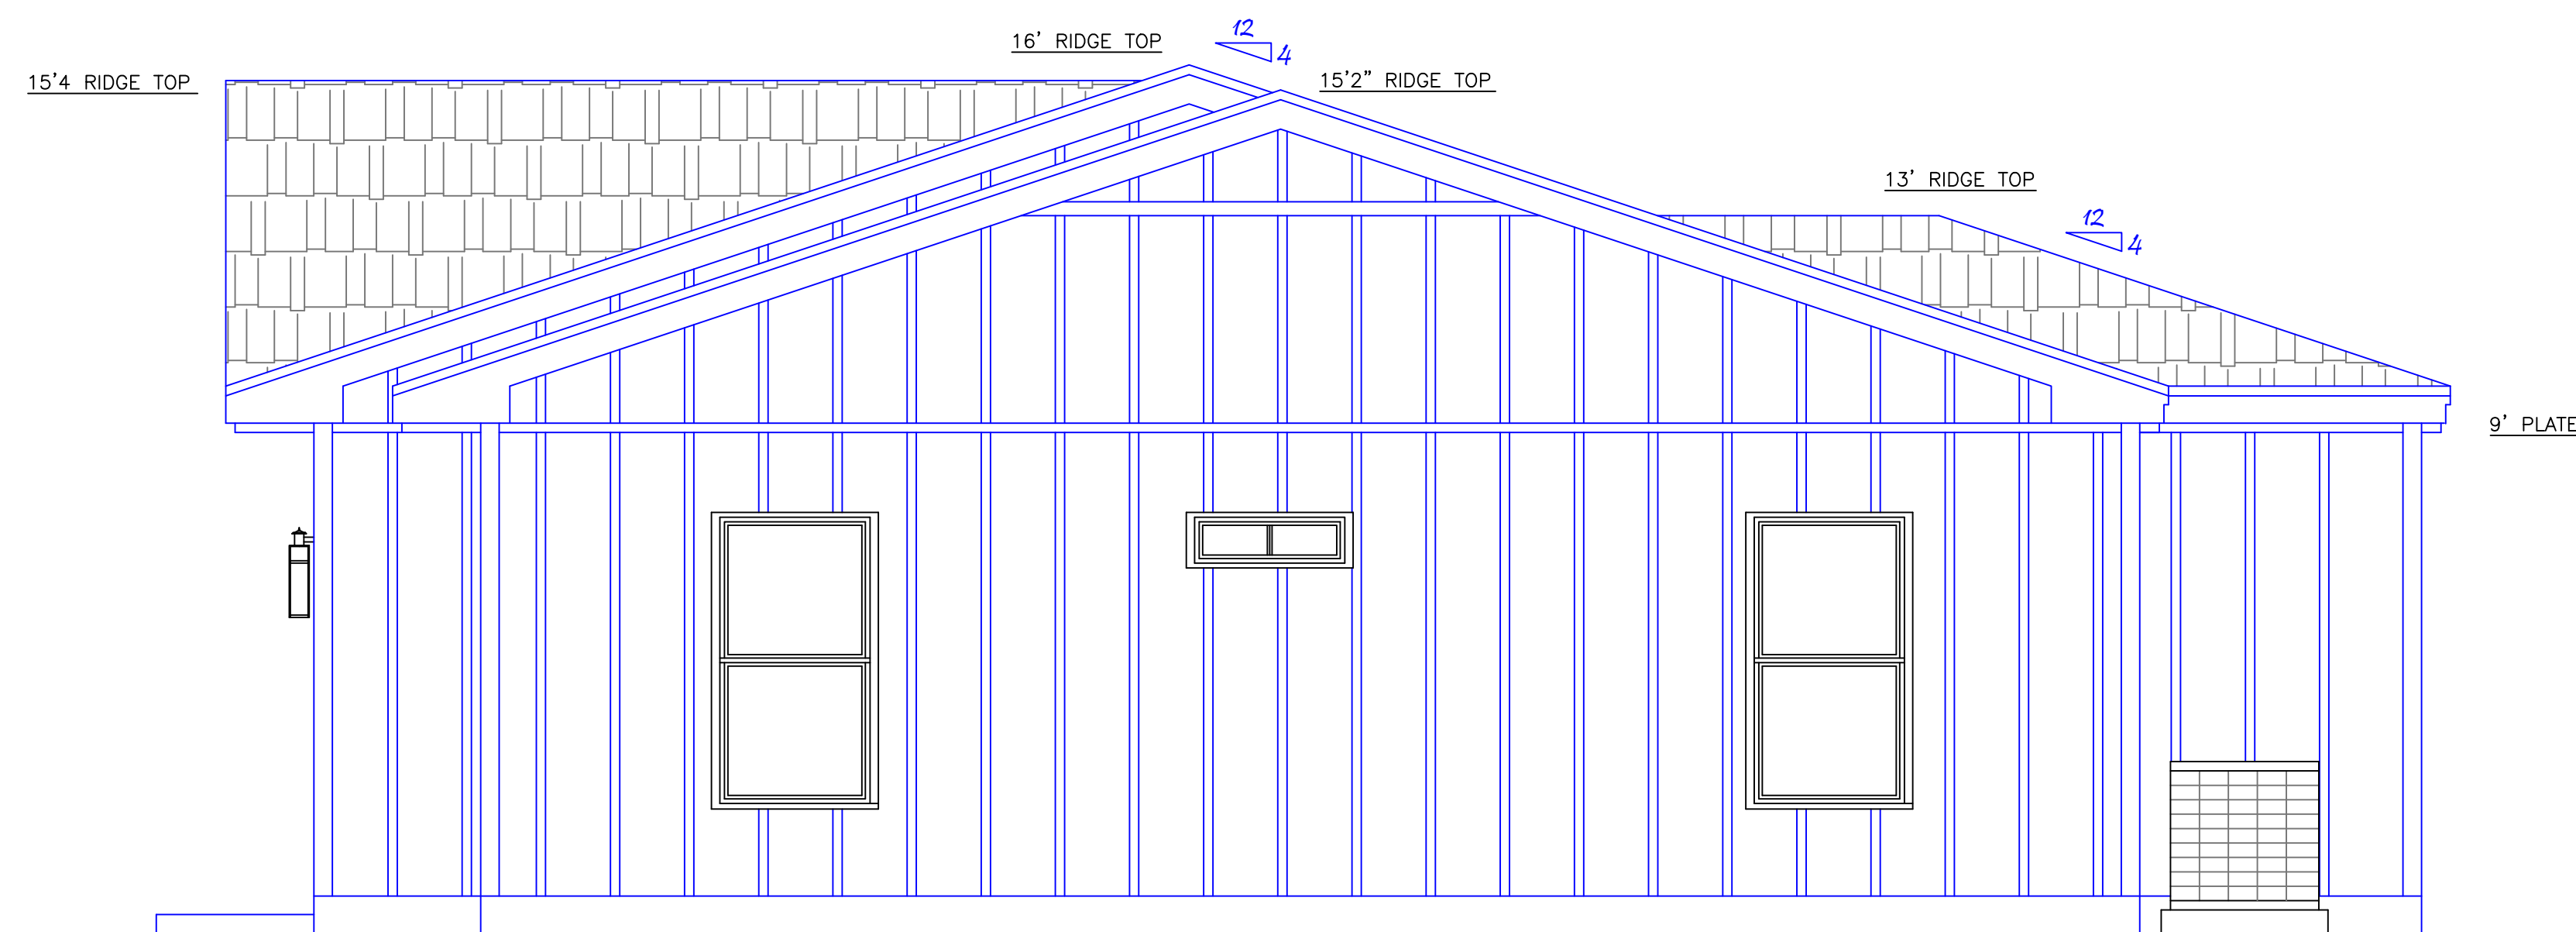 16' RIDGE TOP
12
4
15'4 RIDGE TOP
15'2" RIDGE TOP
13' RIDGE TOP
12
4
9' PLATE